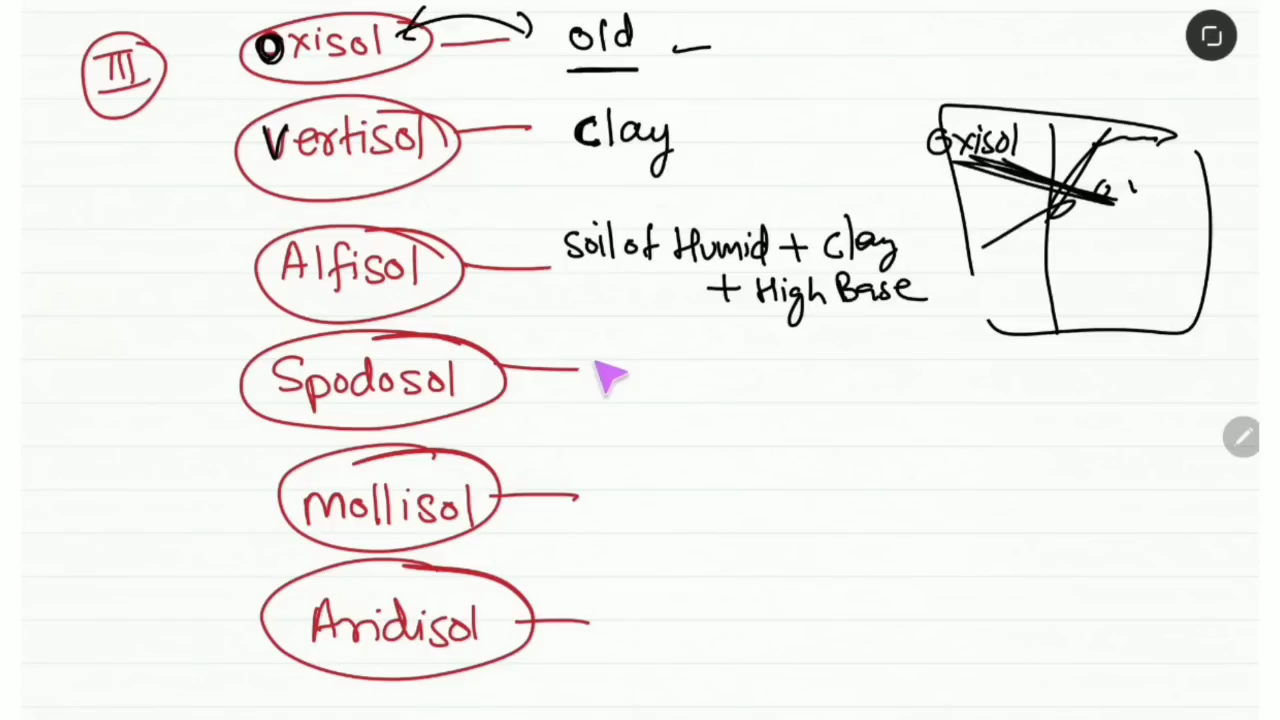 III
Oxisol — old
Vertisol — clay
Alfisol — soil of Humid + clay
+ High Base
Spodosol —
Mollisol —
Aridisol —
Oxisol